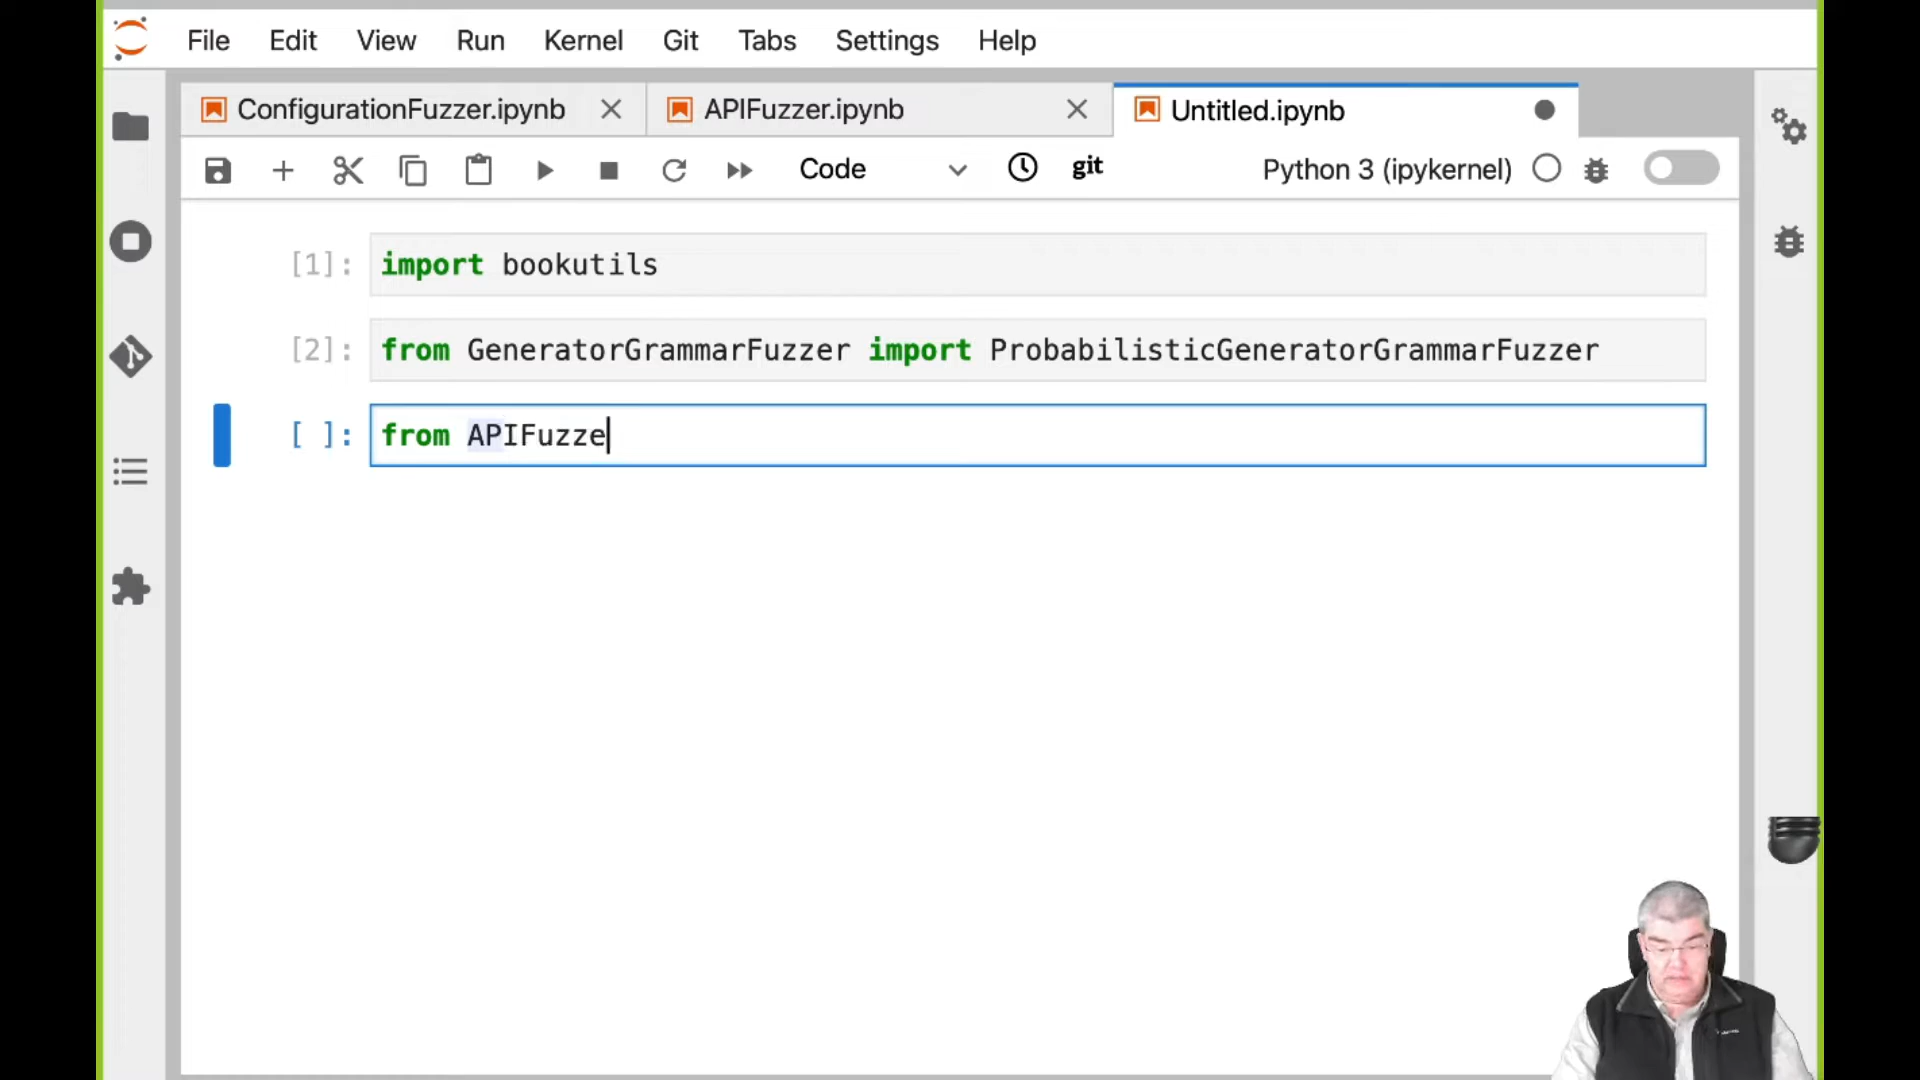 File Edit View Run Kernel Git Tabs Settings Help
ConfigurationFuzzer.ipynb APIFuzzer.ipynb Untitled.ipynb
Code git Python 3 (ipykernel)
[1]: import bookutils
[2]: from GeneratorGrammarFuzzer import ProbabilisticGeneratorGrammarFuzzer
[ ]: from APIFuzze